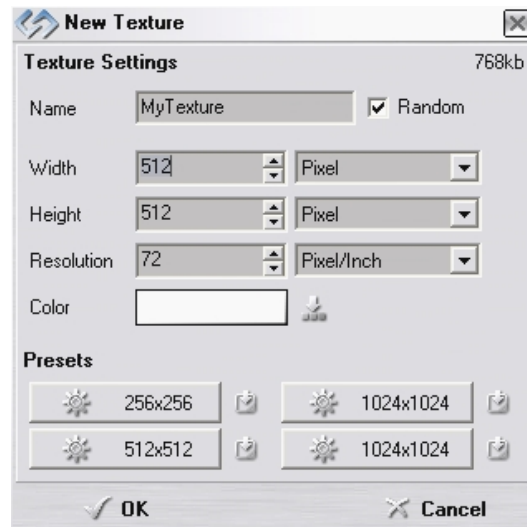 New Texture
Texture Settings 768kb
Name MyTexture Random
Width 512 Pixel
Height 512 Pixel
Resolution 72 Pixel/Inch
Color
Presets
256x256 1024x1024
512x512 1024x1024
OK Cancel